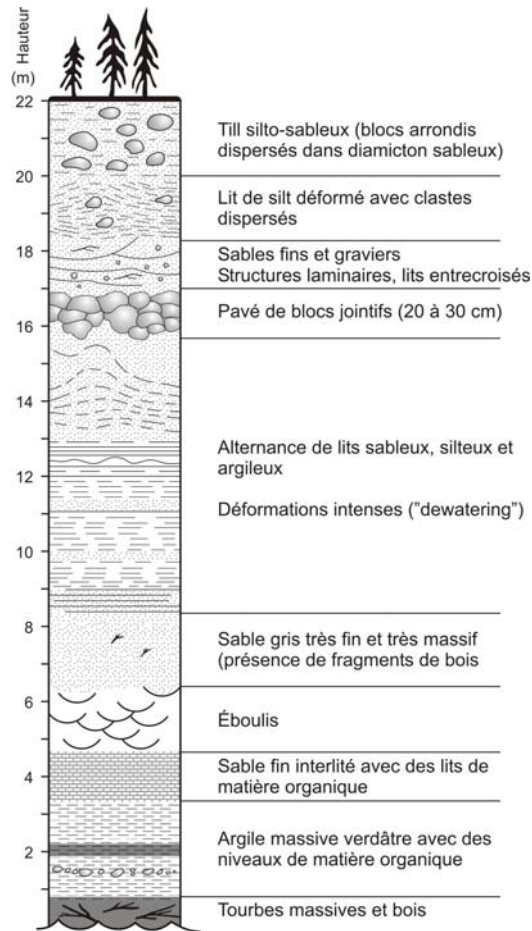 Hauteur
(m)
22
Till silto-sableux (blocs arrondis
dispersés dans diamicton sableux)
20
Lit de silt déformé avec clastes
dispersés
18
Sables fins et graviers
Structures laminaires, lits entrecroisés
16
Pavé de blocs jointifs (20 à 30 cm)
14
12
Alternance de lits sableux, silteux et
argileux
Déformations intenses ("dewatering")
10
8
Sable gris très fin et très massif
(présence de fragments de bois
6
Éboulis
4
Sable fin interlité avec des lits de
matière organique
2
Argile massive verdâtre avec des
niveaux de matière organique
Tourbes massives et bois